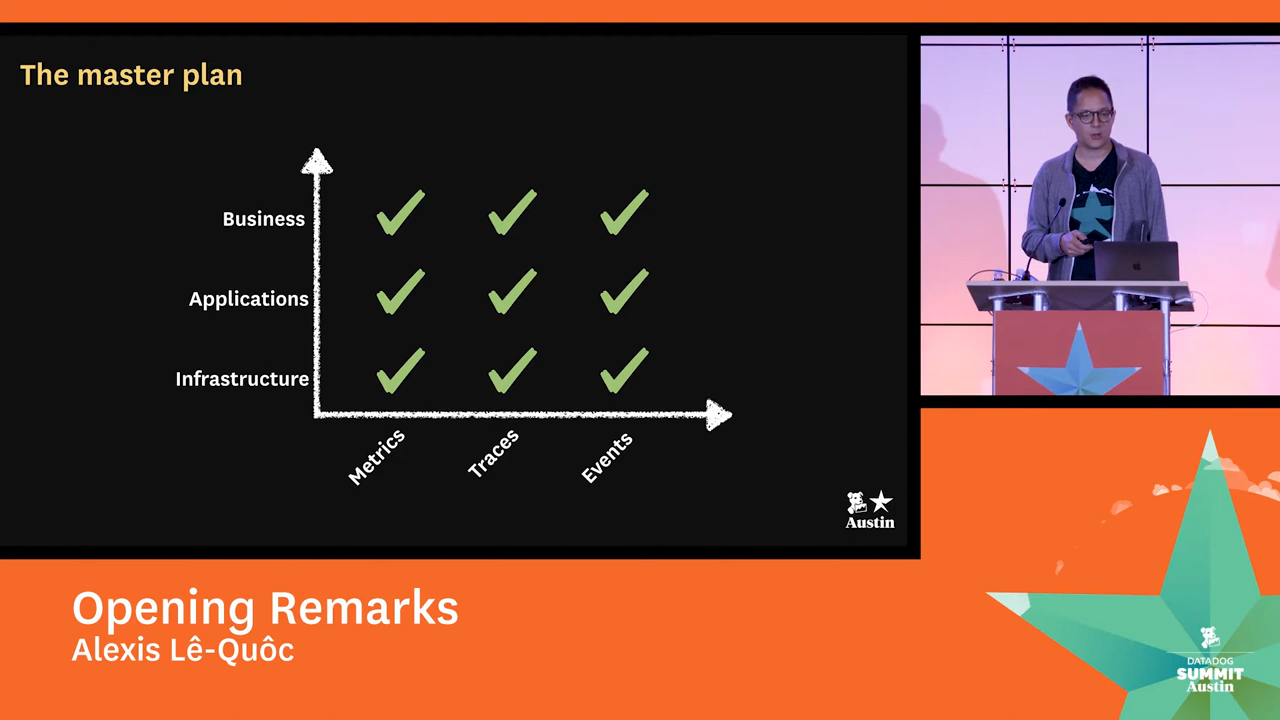 The master plan
Business
Applications
Infrastructure
Metrics
Traces
Events
Austin
Opening Remarks
Alexis Lê-Quôc
DATADOG
SUMMIT
Austin